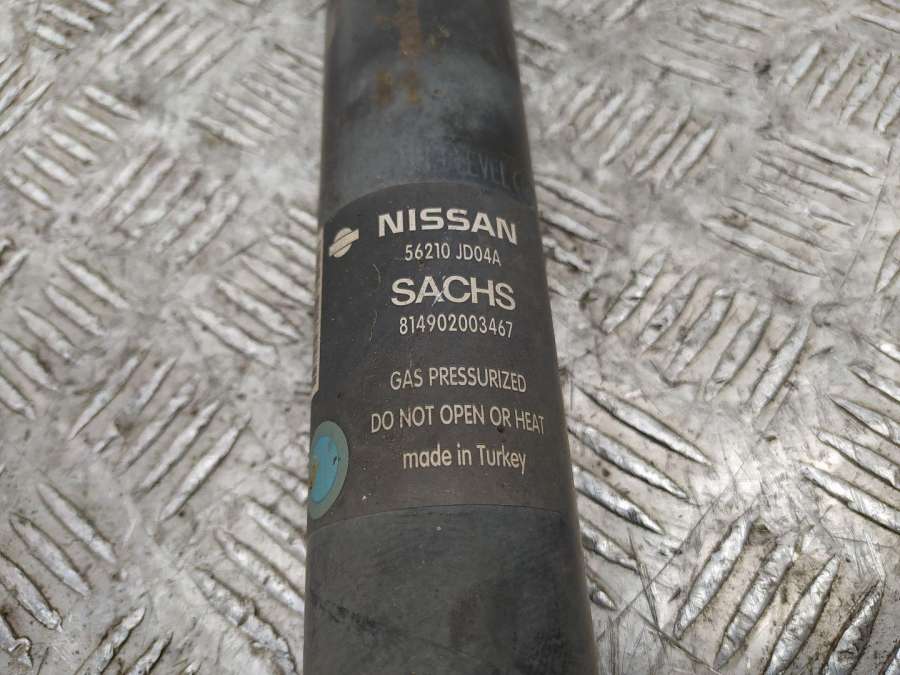 NISSAN
56210 JD04A
SACHS
814902003467
GAS PRESSURIZED
DO NOT OPEN OR HEAT
made in Turkey